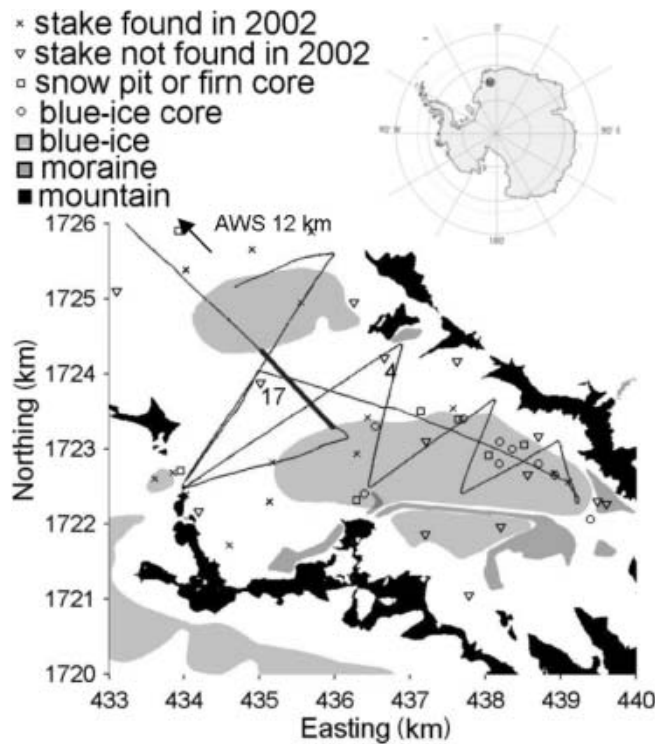 stake found in 2002
stake not found in 2002
snow pit or firn core
blue-ice core
blue-ice
moraine
mountain
0°
180°
AWS 12 km
1726
1725
1724
1723
1722
1721
1720
17
4
Northing (km)
433 434 435 436 437 438 439 440
Easting (km)